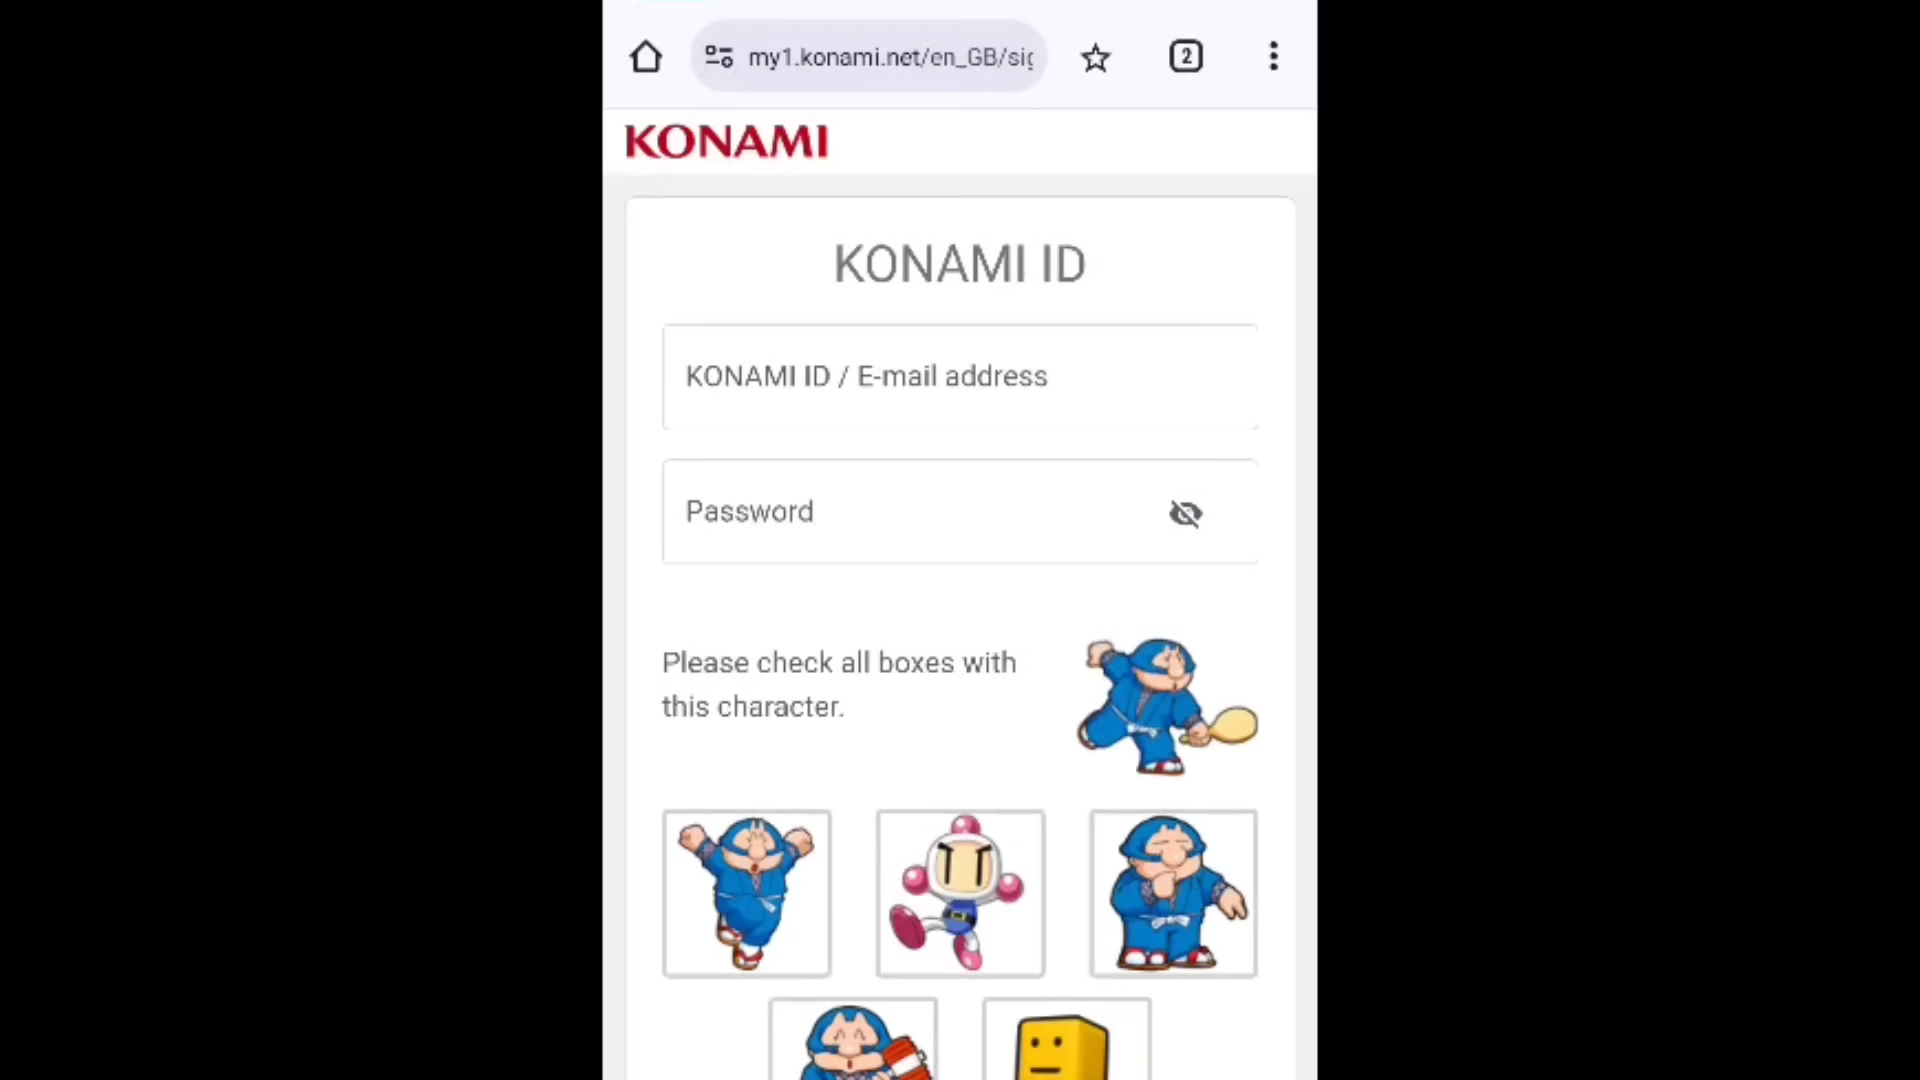 my1.konami.net/en_GB/sig
2
KONAMI
KONAMI ID
KONAMI ID / E-mail address
Password
Please check all boxes with
this character.